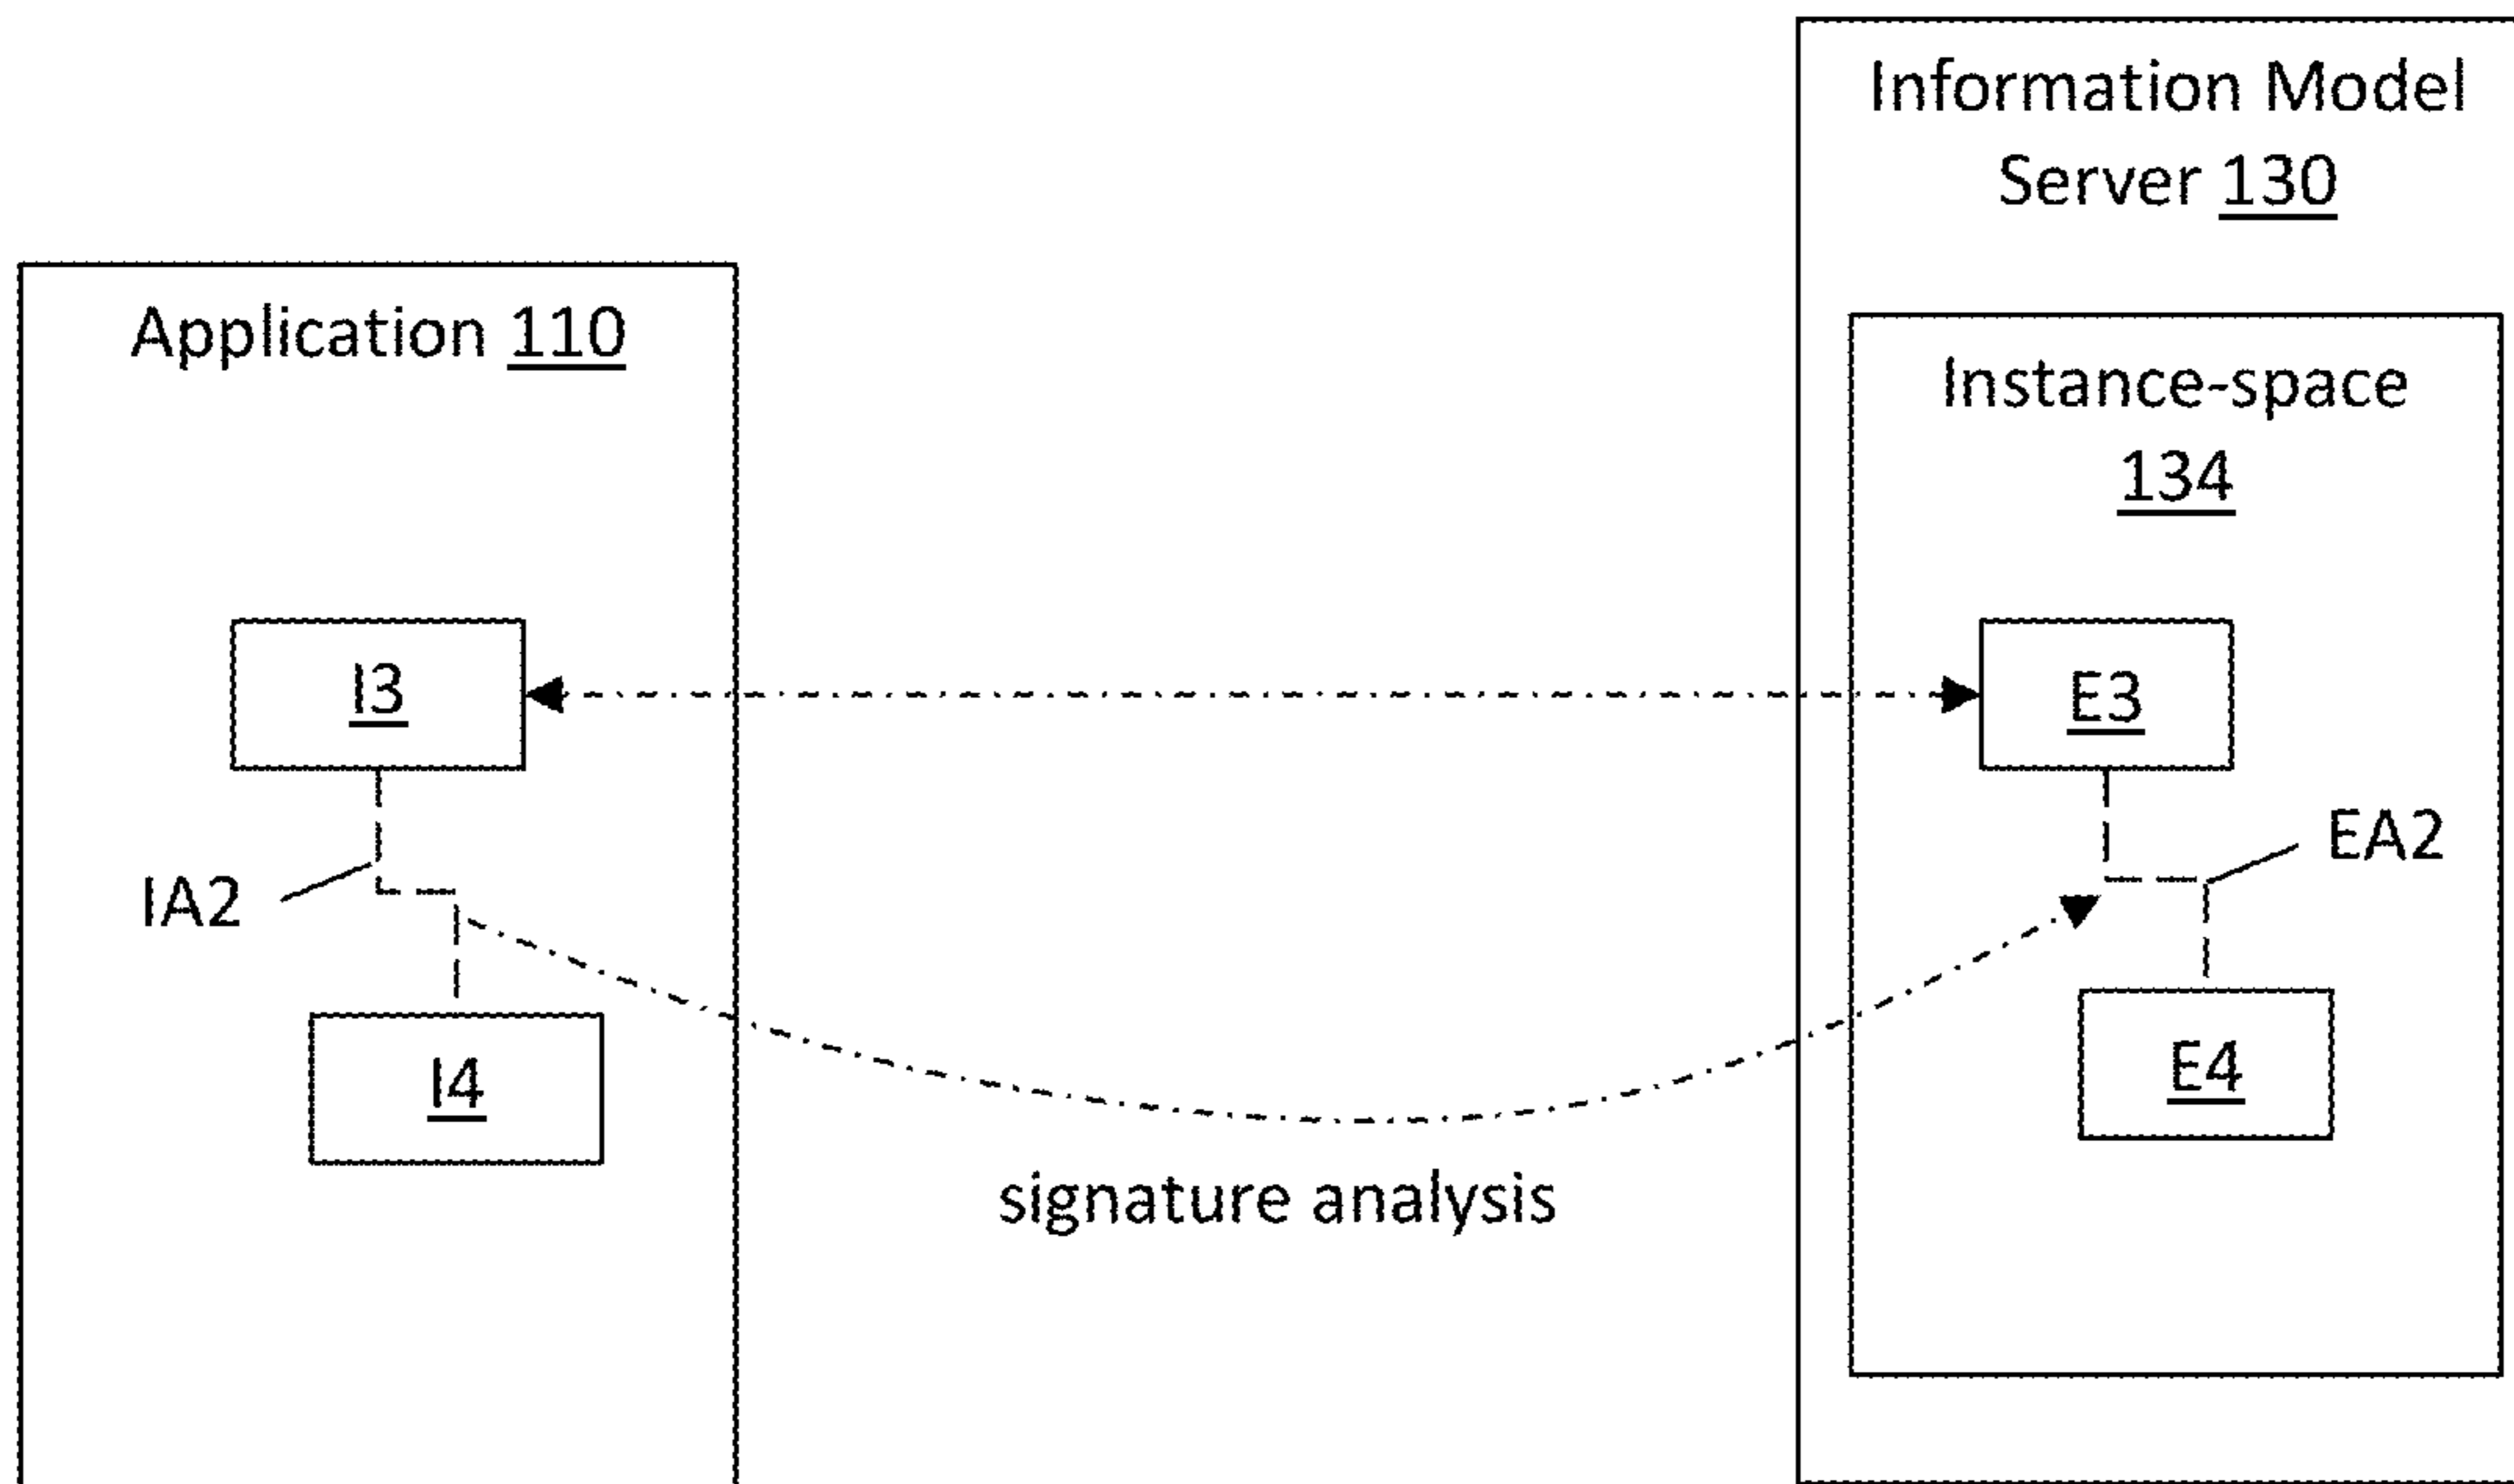 Information Model
Server 130
Application 110
Instance-space
134
I3
E3
EA2
IA2
I4
E4
signature analysis